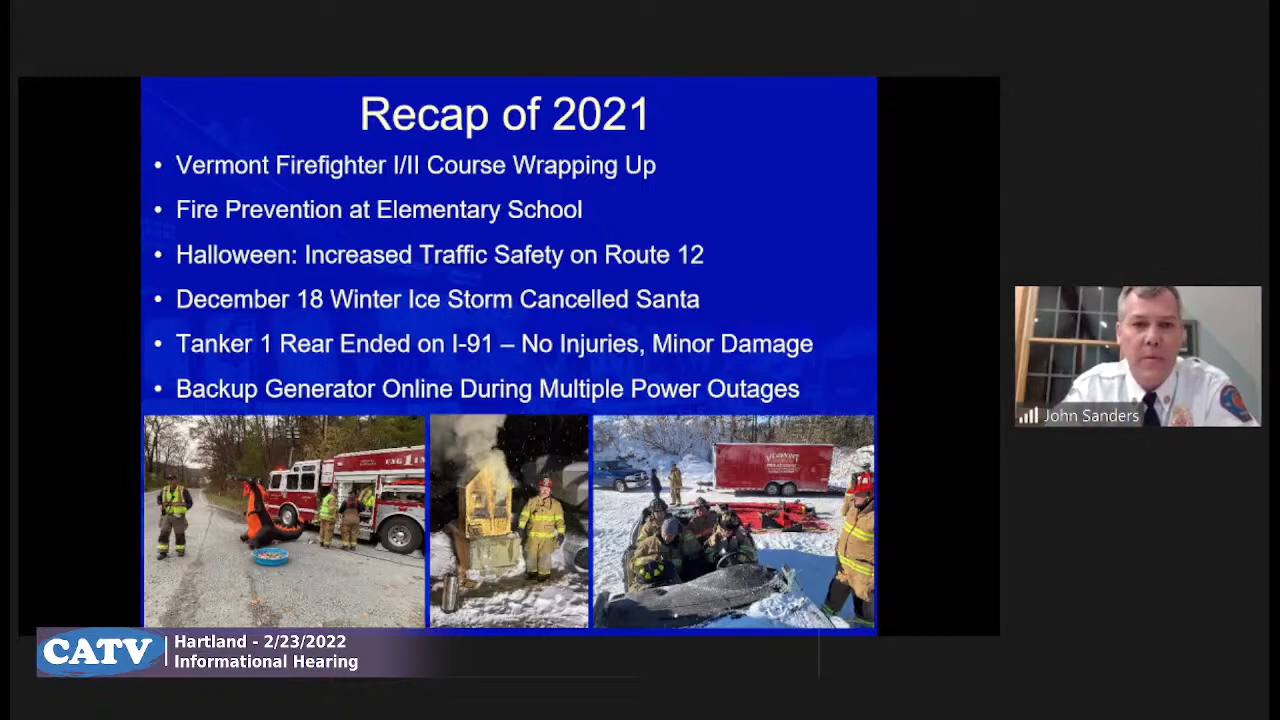 Recap of 2021
• Vermont Firefighter I/II Course Wrapping Up
• Fire Prevention at Elementary School
• Halloween: Increased Traffic Safety on Route 12
• December 18 Winter Ice Storm Cancelled Santa
• Tanker 1 Rear Ended on I-91 – No Injuries, Minor Damage
• Backup Generator Online During Multiple Power Outages
VERMONT
John Sanders
CATV
Hartland - 2/23/2022
Informational Hearing